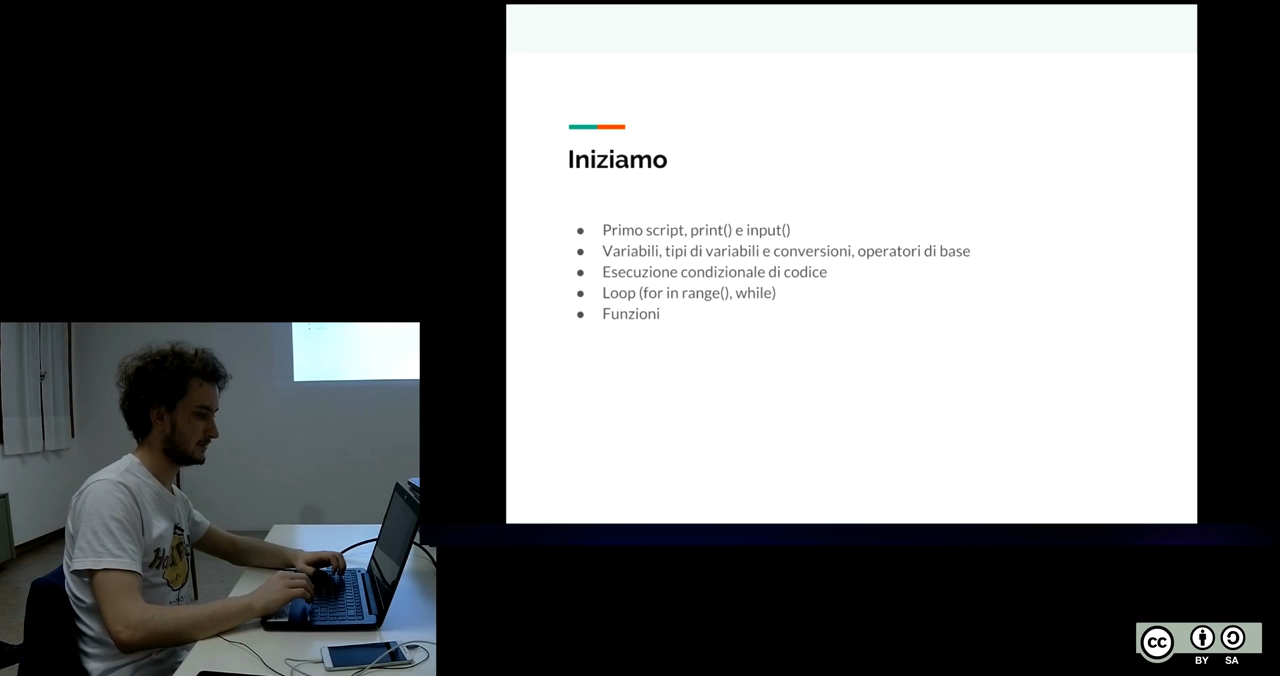 Iniziamo
Primo script, print() e input()
Variabili, tipi di variabili e conversioni, operatori di base
Esecuzione condizionale di codice
Loop (for in range(), while)
Funzioni
cc
BY SA